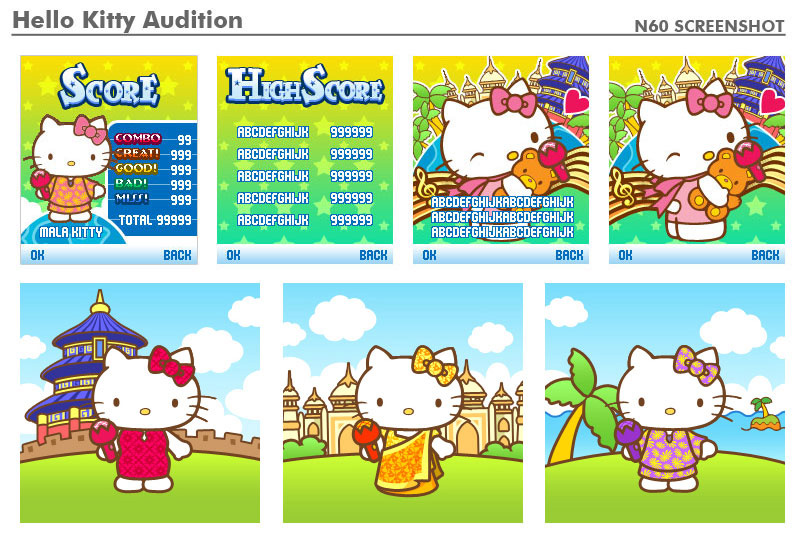 Hello Kitty Audition
N60 SCREENSHOT
SCORE
COMBO 99
GREAT! 999
GOOD! 999
BAD! 999
MISS! 999
TOTAL 99999
MALA KITTY
OK BACK
HIGHSCORE
ABCDEFGHIJK 999999
ABCDEFGHIJK 999999
ABCDEFGHIJK 999999
ABCDEFGHIJK 999999
ABCDEFGHIJK 999999
OK BACK
ABCDEFGHIJKABCDEFGHIJK
ABCDEFGHIJKABCDEFGHIJK
ABCDEFGHIJKABCDEFGHIJK
OK BACK
OK BACK